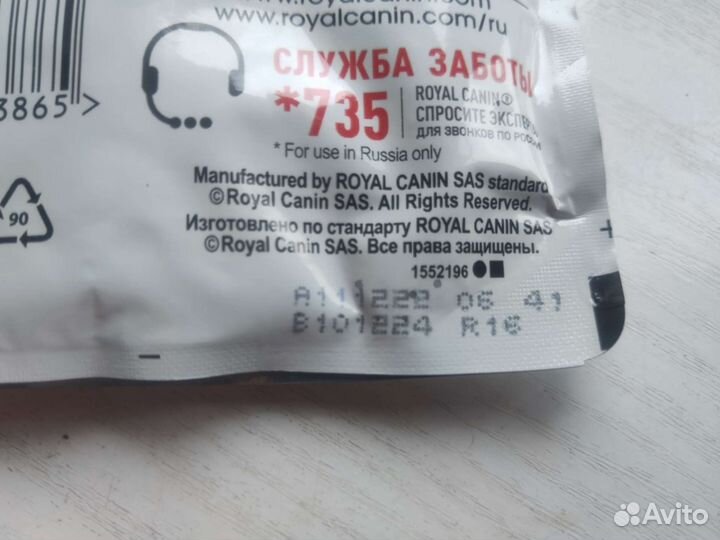 www.royalcanin.com/ru
СЛУЖБА ЗАБОТЫ
*735
ROYAL CANIN®
СПРОСИТЕ
ДЛЯ ЗВОНКОВ ПО
* For use in Russia only
3865>
Manufactured by ROYAL CANIN SAS standard
©Royal Canin SAS. All Rights Reserved.
Изготовлено по стандарту ROYAL CANIN SAS
©Royal Canin SAS. Все права защищены.
90
1552196
A111222 06 41
B101224 R16
Avito